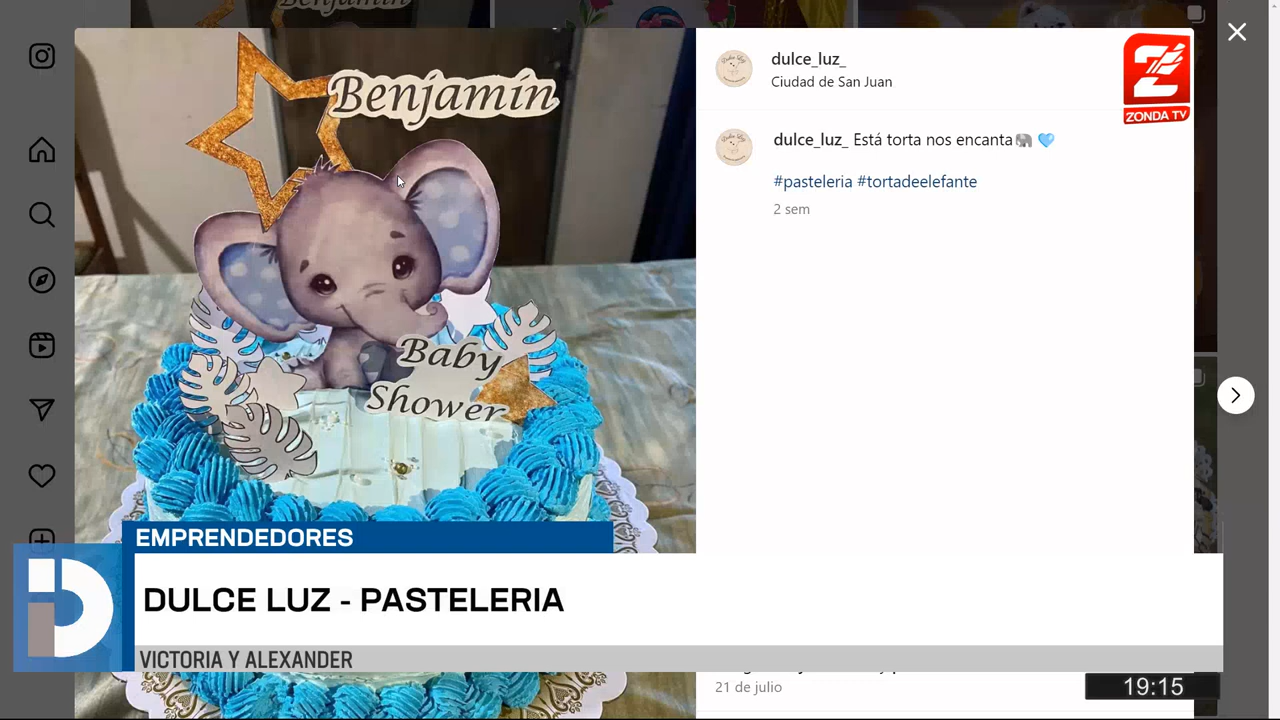 Benjamín
Benjamín
Baby
Shower
dulce_luz_
Ciudad de San Juan
ZONDA TV
dulce_luz_ Está torta nos encanta🐘 🩵
#pasteleria #tortadeelefante
2 sem
EMPRENDEDORES
DULCE LUZ - PASTELERIA
VICTORIA Y ALEXANDER
21 de julio
19:15